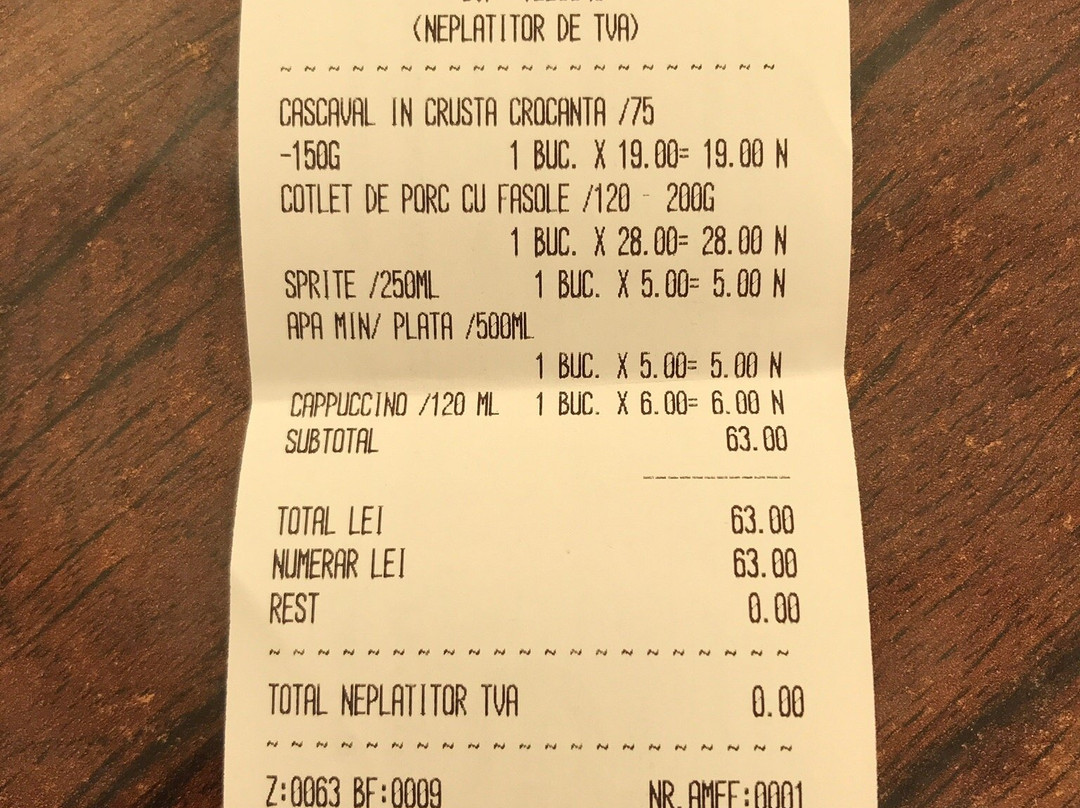 (NEPLATITOR DE TVA)
~ ~ ~ ~ ~ ~ ~ ~ ~ ~ ~ ~ ~ ~ ~ ~ ~ ~ ~ ~ ~
CASCAVAL IN CRUSTA CROCANTA /75
-150G 1 BUC. X 19.00= 19.00 N
COTLET DE PORC CU FASOLE /120 - 200G
1 BUC. X 28.00= 28.00 N
SPRITE /250ML 1 BUC. X 5.00= 5.00 N
APA MIN/ PLATA /500ML
1 BUC. X 5.00= 5.00 N
CAPPUCCINO /120 ML 1 BUC. X 6.00= 6.00 N
SUBTOTAL 63.00
TOTAL LEI 63.00
NUMERAR LEI 63.00
REST 0.00
~ ~ ~ ~ ~ ~ ~ ~ ~ ~ ~ ~ ~ ~ ~ ~ ~ ~ ~ ~ ~
TOTAL NEPLATITOR TVA 0.00
~ ~ ~ ~ ~ ~ ~ ~ ~ ~ ~ ~ ~ ~ ~ ~ ~ ~ ~ ~ ~
Z:0063 BF:0009 NR.AMEF:0001